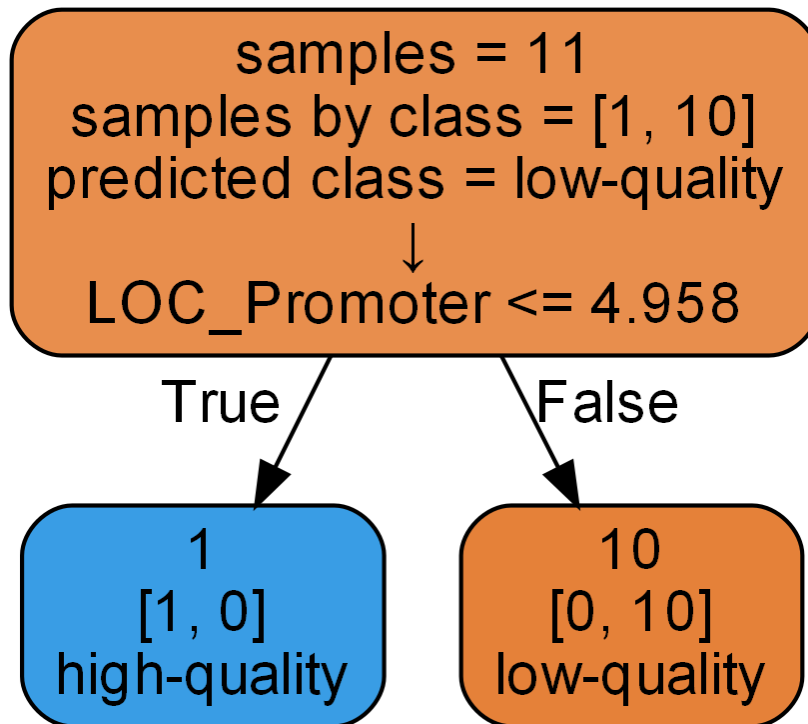 samples = 11
samples by class = [1, 10]
predicted class = low-quality
↓
LOC_Promoter <= 4.958
True
False
1
[1, 0]
high-quality
10
[0, 10]
low-quality